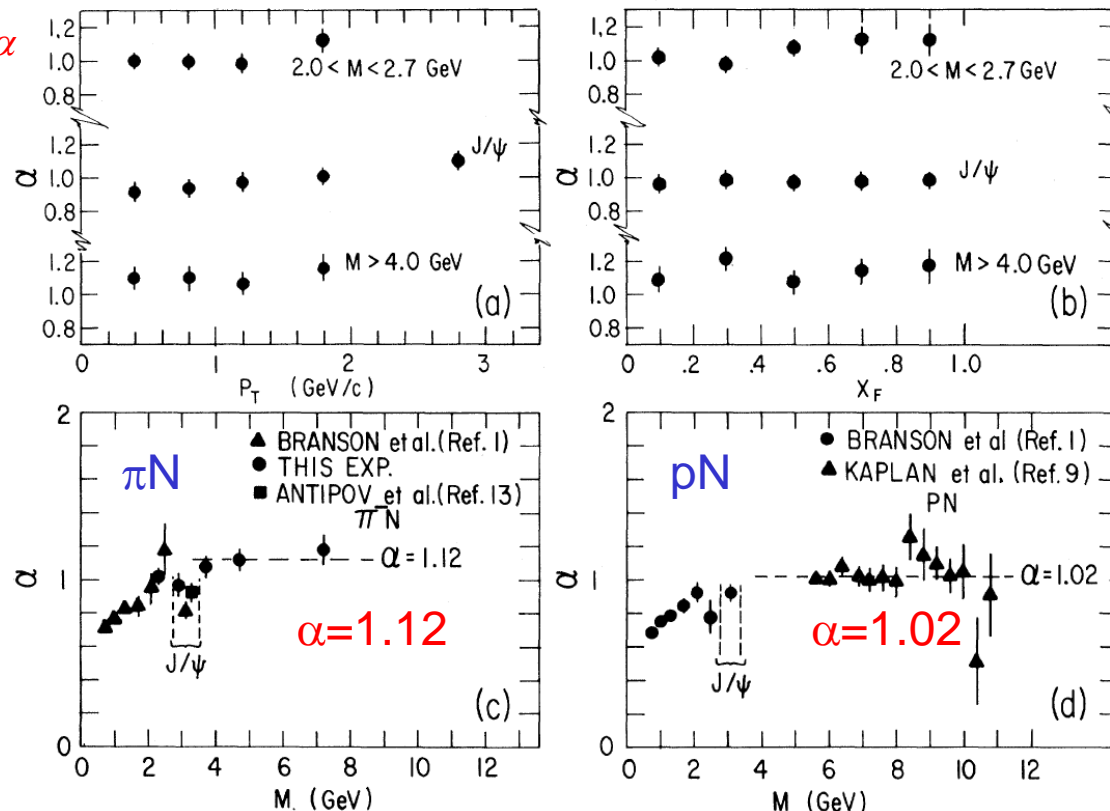 α
1.2
1.0
0.8
2.0 < M < 2.7 GeV
1.2
1.0
0.8
J/ψ
α
1.2
1.0
0.8
M > 4.0 GeV
(a)
0 1 2 3
P_T (GeV/c)
1.2
1.0
0.8
2.0 < M < 2.7 GeV
1.2
1.0
0.8
J/ψ
α
1.2
1.0
0.8
M > 4.0 GeV
(b)
0 .2 .4 .6 .8 1.0
X_F
2
1
0
α
πN
▲ BRANSON et al. (Ref. 1)
● THIS EXP.
■ ANTIPOV et al. (Ref. 13)
π⁻N
α = 1.12
α=1.12
J/ψ
(c)
0 2 4 6 8 10 12
M (GeV)
2
1
0
α
pN
● BRANSON et al (Ref. 1)
▲ KAPLAN et al. (Ref. 9)
PN
α = 1.02
α=1.02
J/ψ
(d)
0 2 4 6 8 10 12
M (GeV)